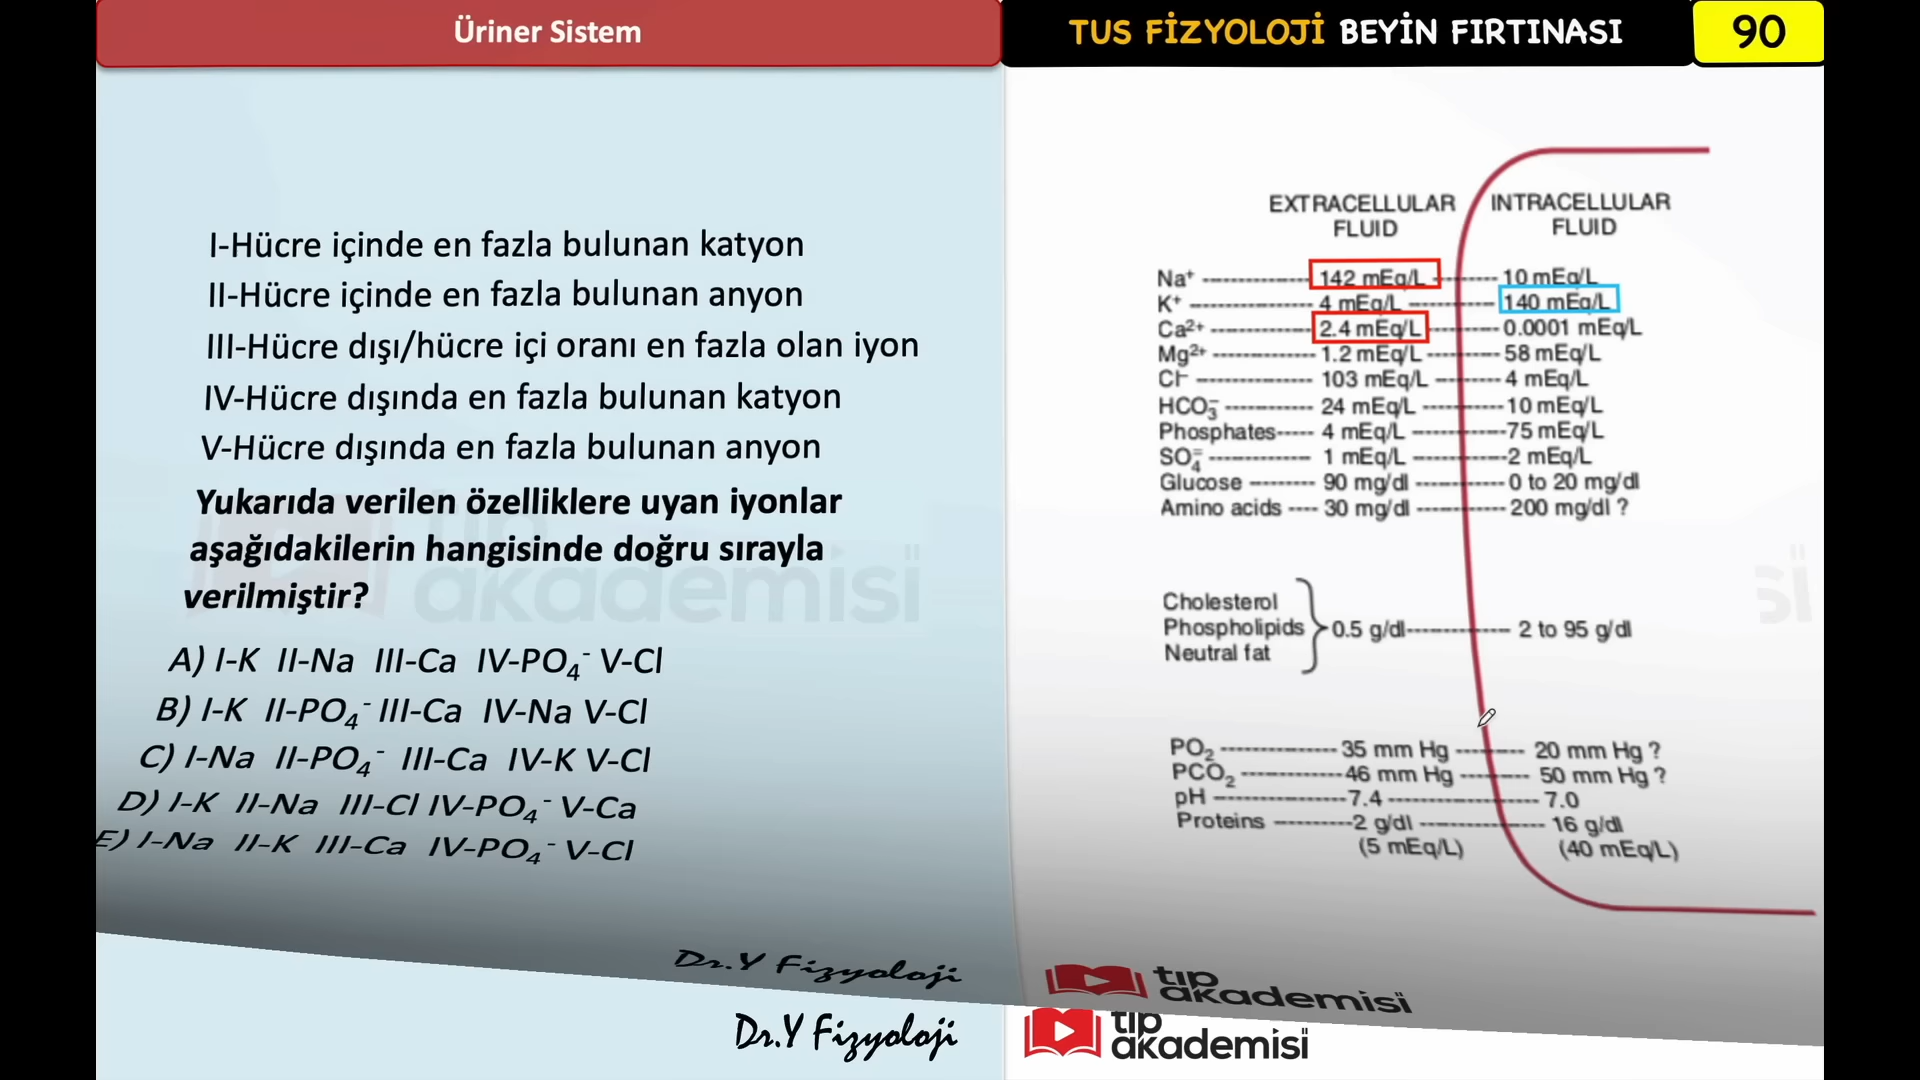 Üriner Sistem
TUS FİZYOLOJİ BEYİN FIRTINASI
90
I-Hücre içinde en fazla bulunan katyon
II-Hücre içinde en fazla bulunan anyon
III-Hücre dışı/hücre içi oranı en fazla olan iyon
IV-Hücre dışında en fazla bulunan katyon
V-Hücre dışında en fazla bulunan anyon
Yukarıda verilen özelliklere uyan iyonlar
aşağıdakilerin hangisinde doğru sırayla
verilmiştir?
A) I-K II-Na III-Ca IV-PO₄⁻ V-Cl
B) I-K II-PO₄⁻ III-Ca IV-Na V-Cl
C) I-Na II-PO₄⁻ III-Ca IV-K V-Cl
D) I-K II-Na III-Cl IV-PO₄⁻ V-Ca
E) I-Na II-K III-Ca IV-PO₄⁻ V-Cl
Dr.Y Fizyoloji
Dr.Y Fizyoloji
EXTRACELLULAR FLUID INTRACELLULAR FLUID
Na⁺ 142 mEq/L 10 mEq/L
K⁺ 4 mEq/L 140 mEq/L
Ca²⁺ 2.4 mEq/L 0.0001 mEq/L
Mg²⁺ 1.2 mEq/L 58 mEq/L
Cl⁻ 103 mEq/L 4 mEq/L
HCO₃⁻ 24 mEq/L 10 mEq/L
Phosphates 4 mEq/L 75 mEq/L
SO₄⁼ 1 mEq/L 2 mEq/L
Glucose 90 mg/dl 0 to 20 mg/dl
Amino acids 30 mg/dl 200 mg/dl ?
Cholesterol
Phospholipids 0.5 g/dl 2 to 95 g/dl
Neutral fat
PO₂ 35 mm Hg 20 mm Hg ?
PCO₂ 46 mm Hg 50 mm Hg ?
pH 7.4 7.0
Proteins 2 g/dl 16 g/dl
(5 mEq/L) (40 mEq/L)
tıp
akademisi
tıp
akademisi